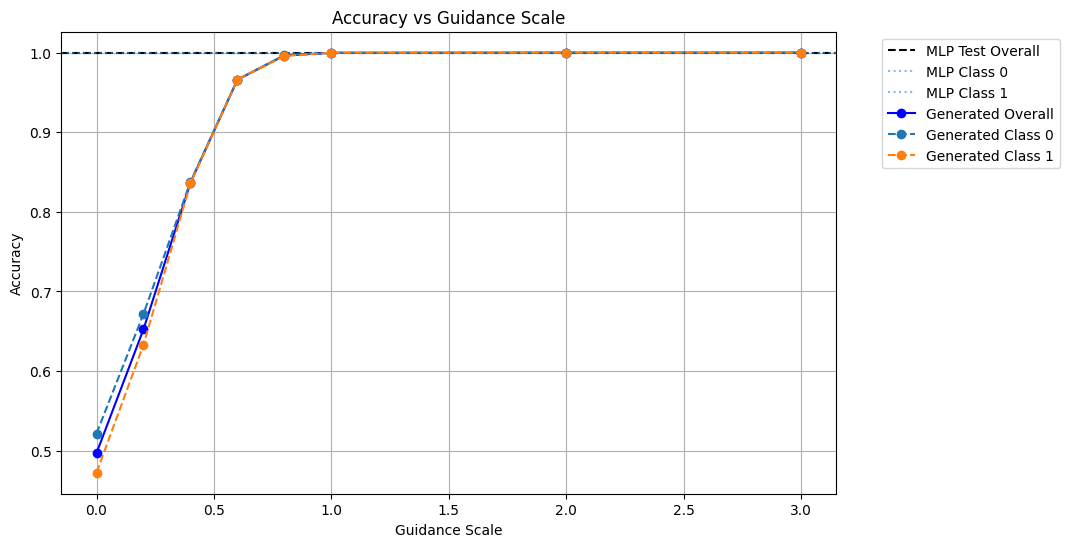 Accuracy vs Guidance Scale
1.0
0.9
0.8
0.7
0.6
0.5
Accuracy
0.0
0.5
1.0
1.5
2.0
2.5
3.0
Guidance Scale
MLP Test Overall
MLP Class 0
MLP Class 1
Generated Overall
Generated Class 0
Generated Class 1